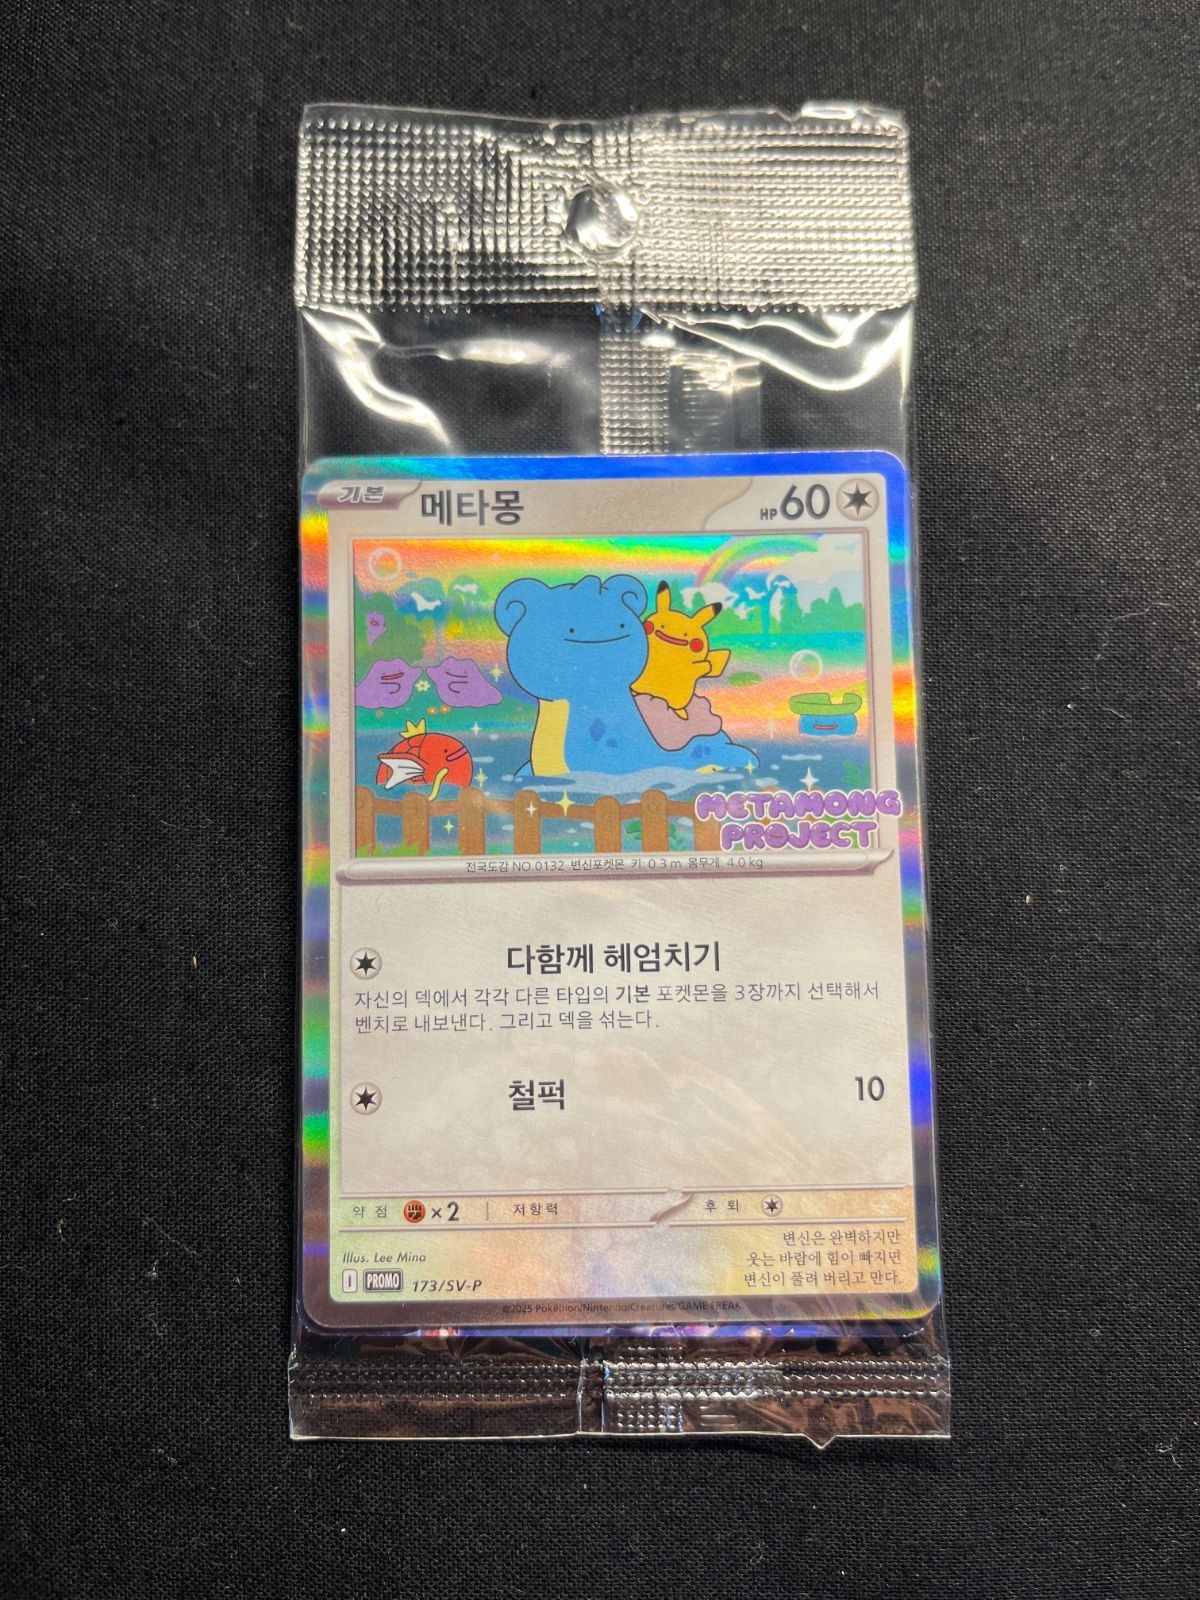 기본 메타몽 HP 60
METAMONG
PROJECT
전국도감 NO.0132 변신포켓몬 키: 0.3 m 몸무게: 4.0 kg
다함께 헤엄치기
자신의 덱에서 각각 다른 타입의 기본 포켓몬을 3장까지 선택해서
벤치로 내보낸다. 그리고 덱을 섞는다.
철퍽 10
약점 ×2 저항력 후퇴
변신은 완벽하지만
웃는 바람에 힘이 빠지면
변신이 풀려 버리고 만다.
Illus. Lee Mina
I PROMO 173/SV-P
©2025 Pokémon/Nintendo/Creatures/GAME FREAK